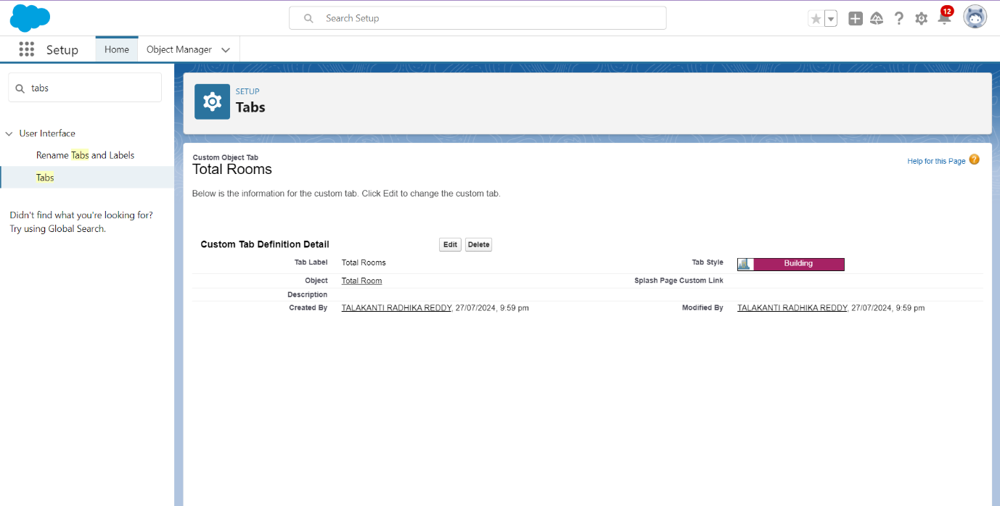 Search Setup
12
Setup
Home
Object Manager
tabs
User Interface
Rename Tabs and Labels
Tabs
Didn't find what you're looking for?
Try using Global Search.
SETUP
Tabs
Custom Object Tab
Total Rooms
Help for this Page ?
Below is the information for the custom tab. Click Edit to change the custom tab.
Custom Tab Definition Detail Edit Delete
Tab Label Total Rooms Tab Style Building
Object Total Room Splash Page Custom Link
Description
Created By TALAKANTI RADHIKA REDDY, 27/07/2024, 9:59 pm Modified By TALAKANTI RADHIKA REDDY, 27/07/2024, 9:59 pm